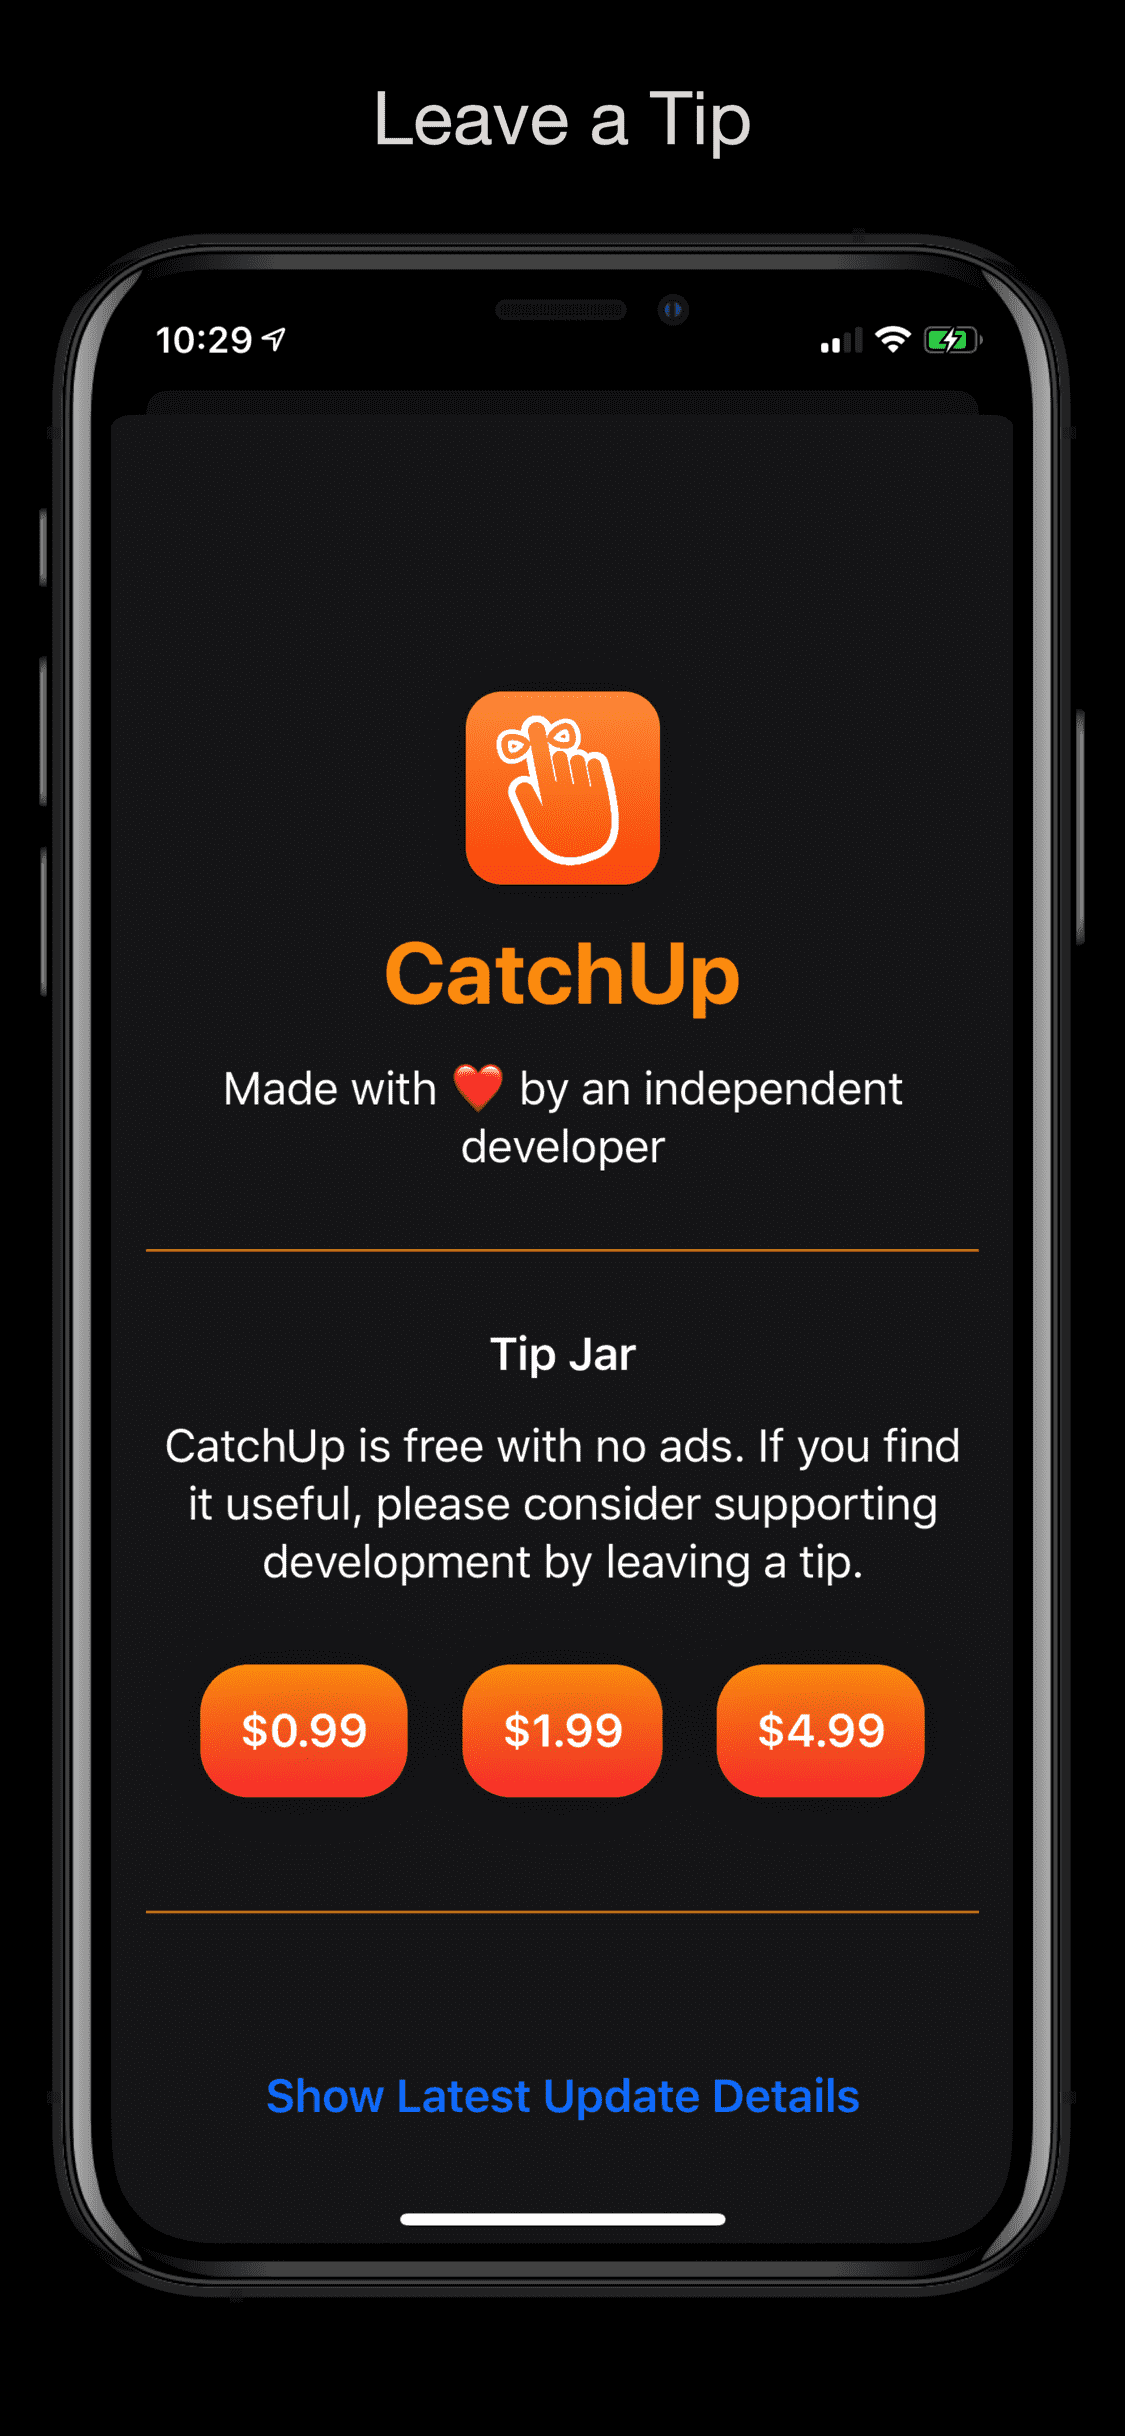 Leave a Tip
10:29
CatchUp
Made with ❤️ by an independent
developer
Tip Jar
CatchUp is free with no ads. If you find
it useful, please consider supporting
development by leaving a tip.
$0.99 $1.99 $4.99
Show Latest Update Details